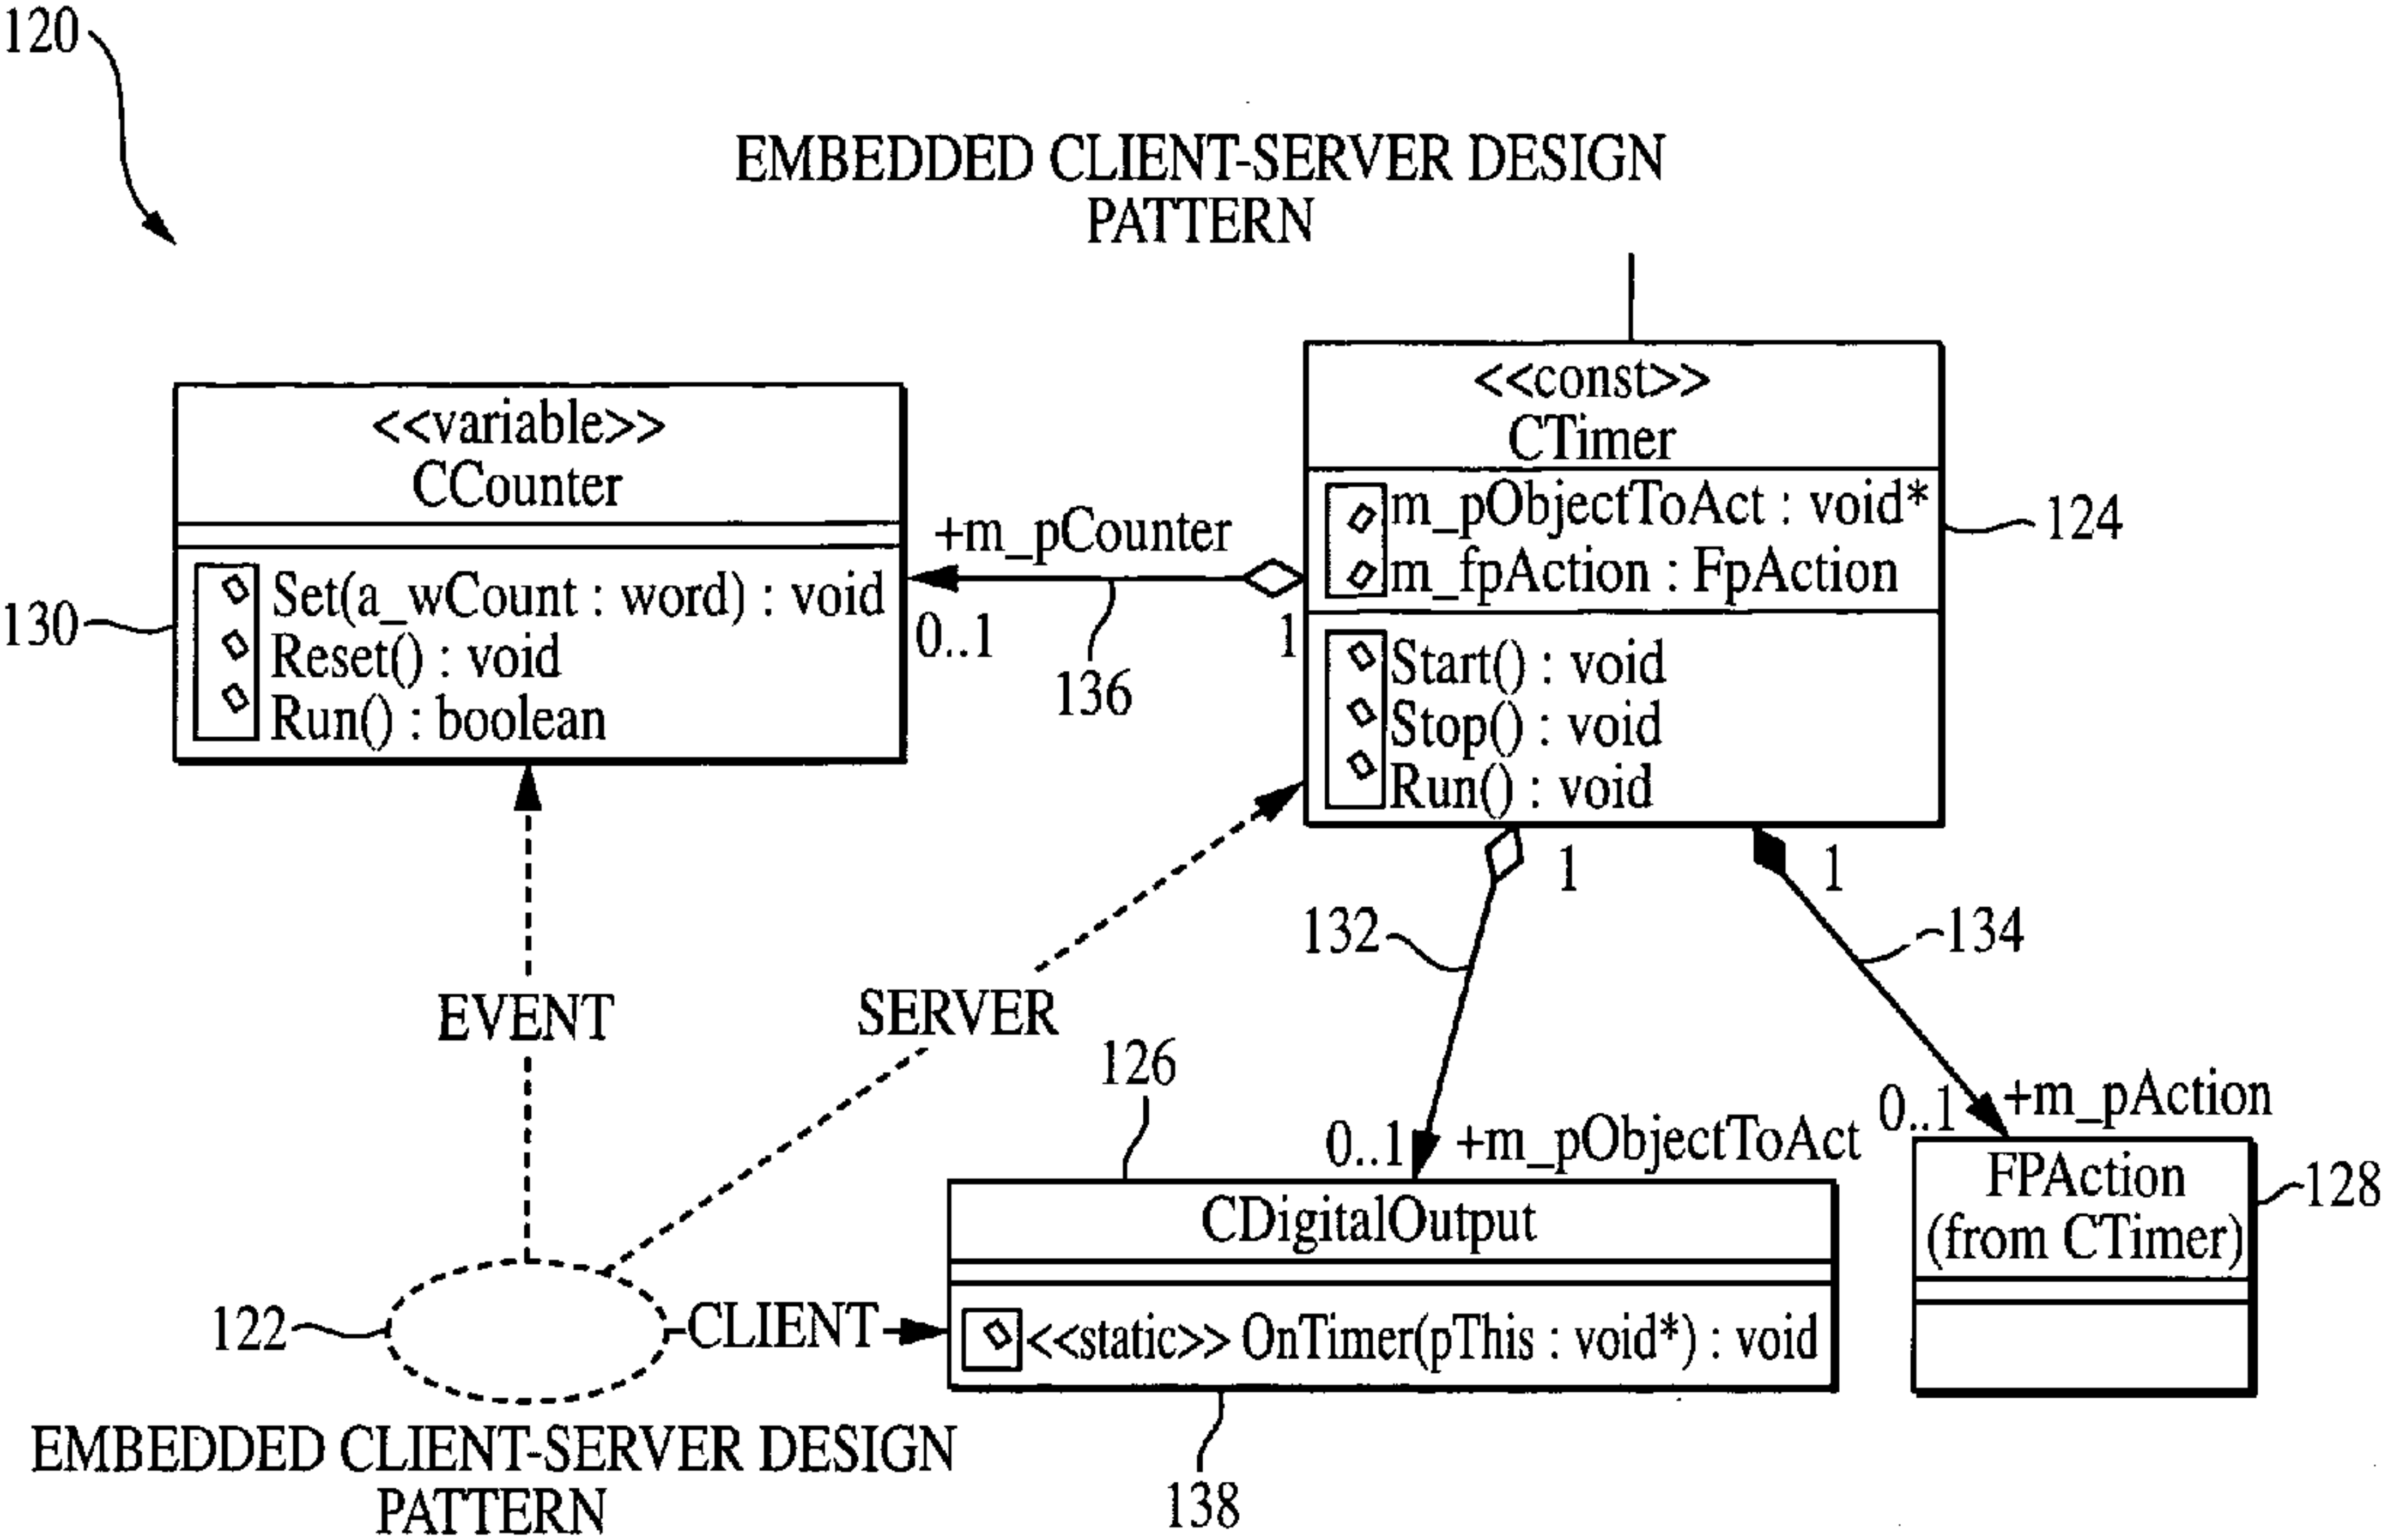 120
EMBEDDED CLIENT-SERVER DESIGN
PATTERN
<<variable>>
CCounter
Set(a_wCount : word) : void
Reset() : void
Run() : boolean
130
+m_pCounter
0..1
1
136
<<const>>
CTimer
m_pObjectToAct : void*
m_fpAction : FpAction
Start() : void
Stop() : void
Run() : void
124
1
1
132
134
EVENT
SERVER
126
0..1
+m_pObjectToAct
0..1
+m_pAction
FPAction
(from CTimer)
128
CDigitalOutput
<<static>> OnTimer(pThis : void*) : void
122
CLIENT
EMBEDDED CLIENT-SERVER DESIGN
PATTERN
138